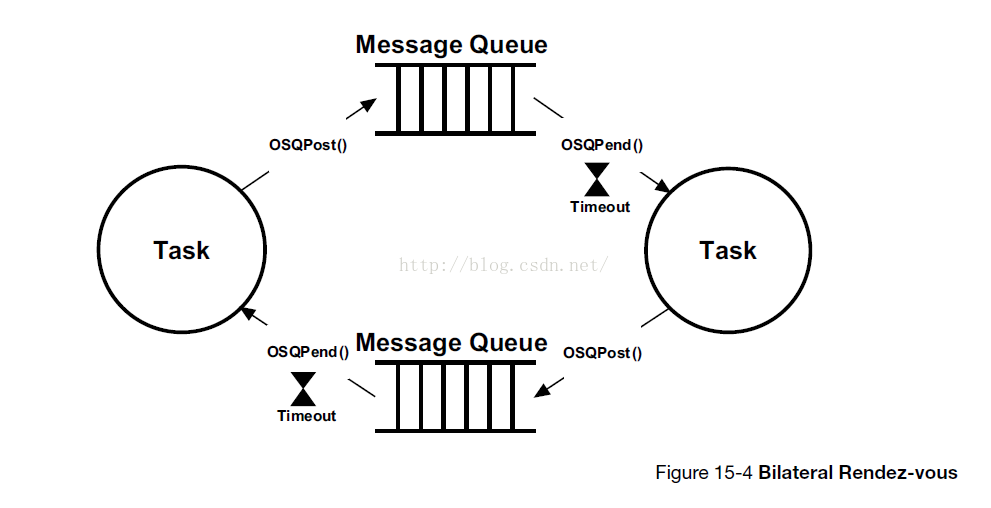 Message Queue
OSQPost()
OSQPend()
Timeout
Task
Task
http://blog.csdn.net/
Message Queue
OSQPend()
OSQPost()
Timeout
Figure 15-4 Bilateral Rendez-vous